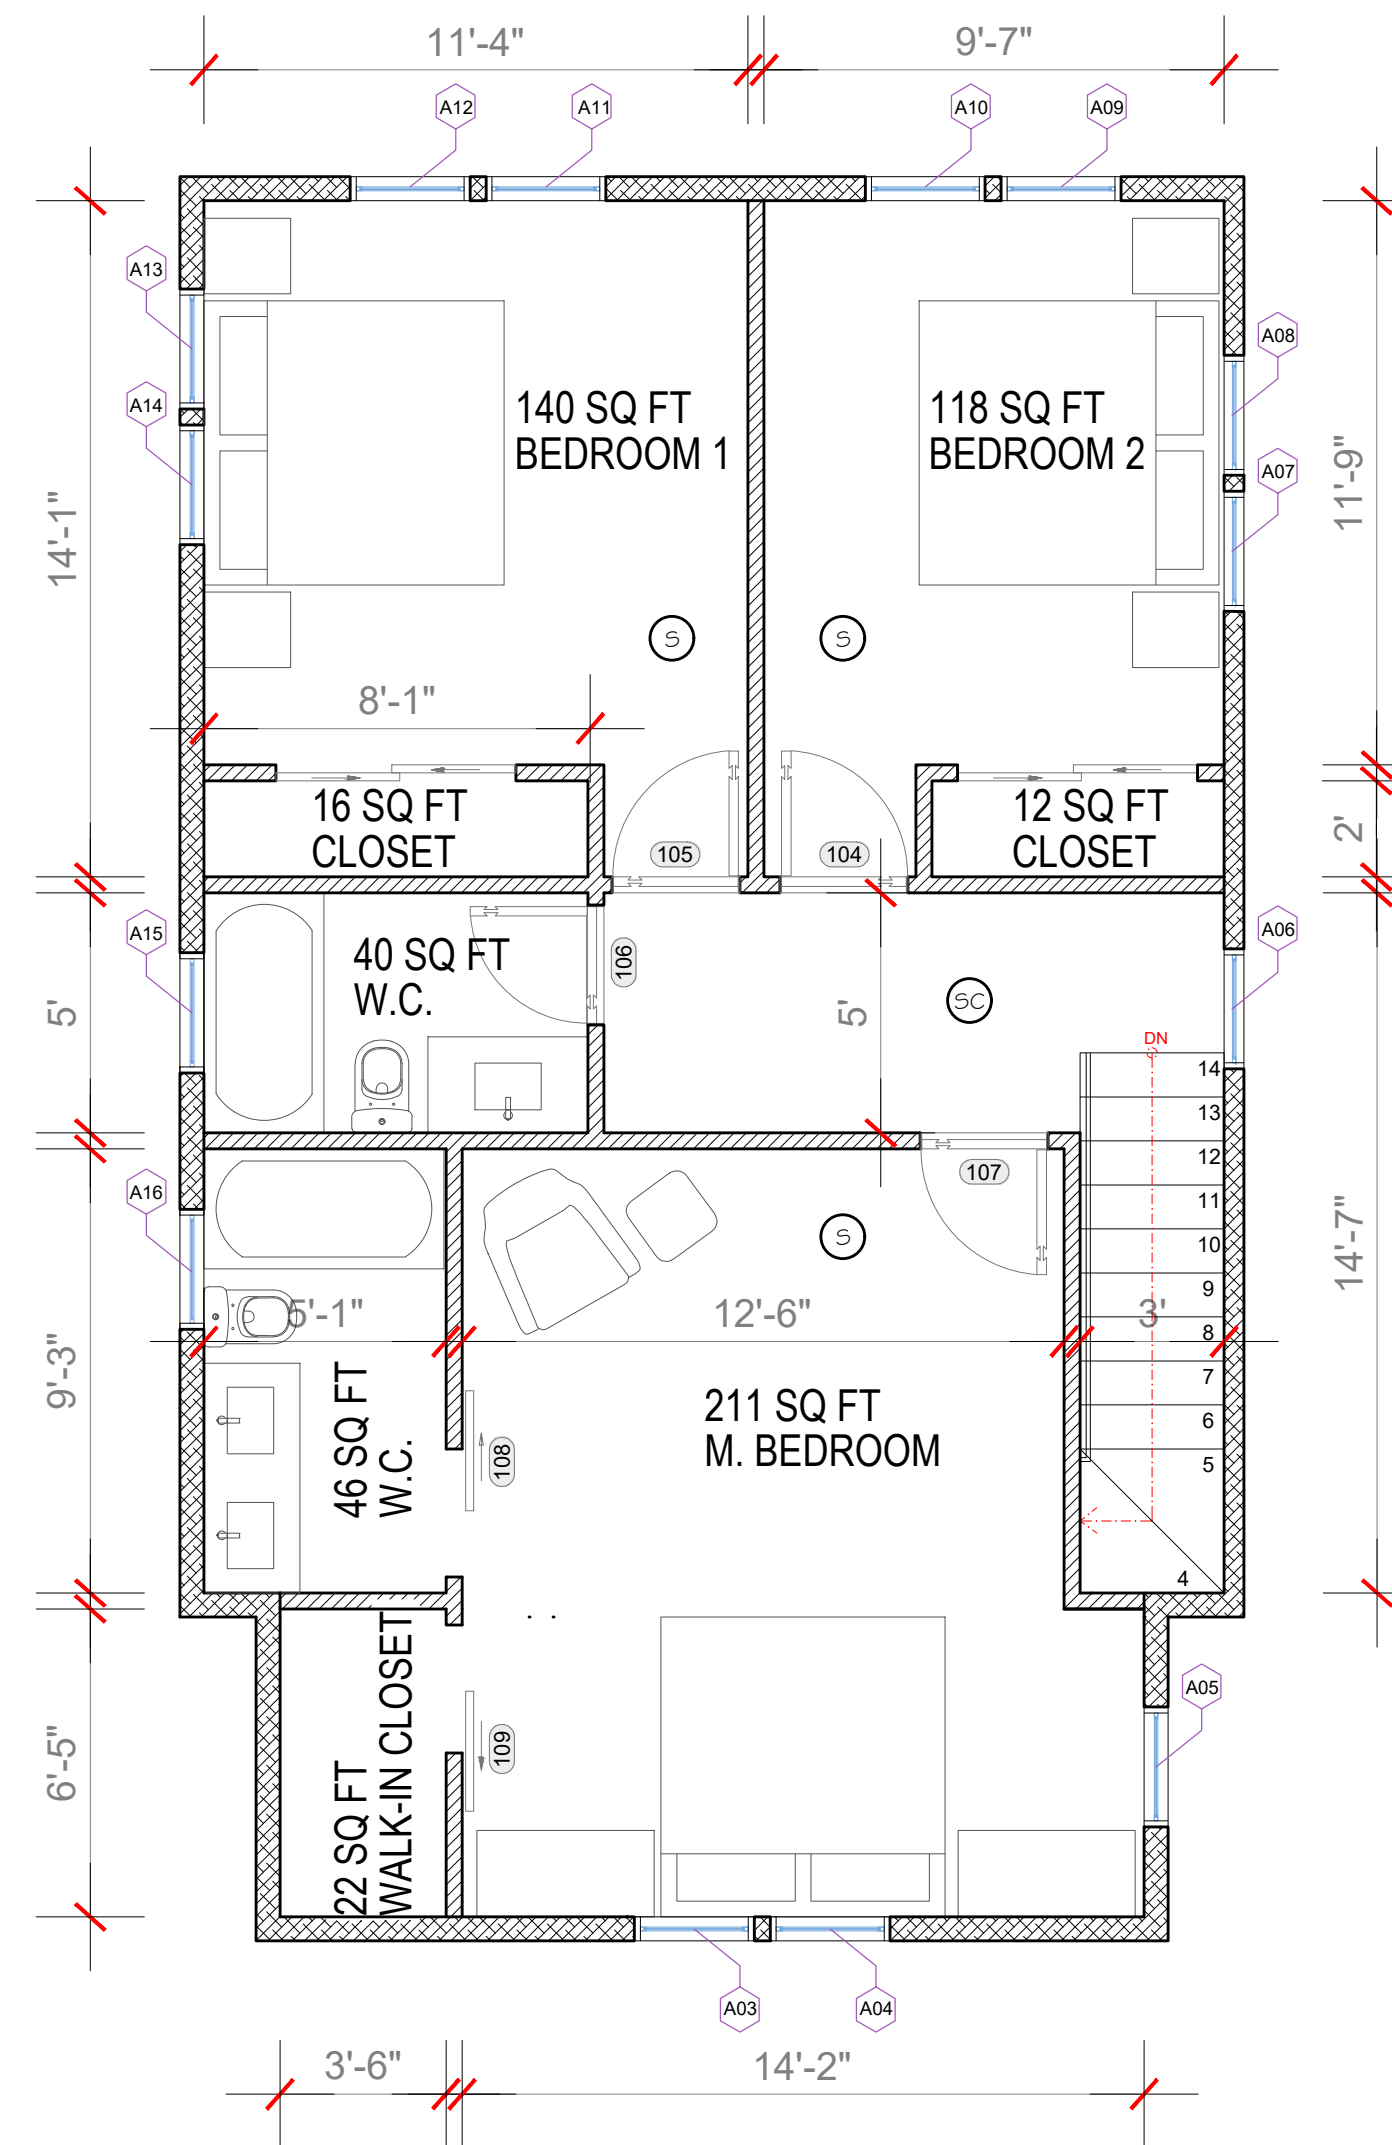 11'-4"
9'-7"
A12
A11
A10
A09
A13
A08
A14
A07
140 SQ FT
BEDROOM 1
118 SQ FT
BEDROOM 2
14'-1"
11'-9"
S
S
8'-1"
16 SQ FT
CLOSET
12 SQ FT
CLOSET
105
104
2'
A15
A06
40 SQ FT
W.C.
106
5'
5'
SC
DN
14
13
12
11
10
9
8
7
6
5
4
107
A16
S
14'-7"
5'-1"
12'-6"
3'
9'-3"
46 SQ FT
W.C.
108
211 SQ FT
M. BEDROOM
22 SQ FT
WALK-IN CLOSET
109
6'-5"
A05
A03
A04
3'-6"
14'-2"